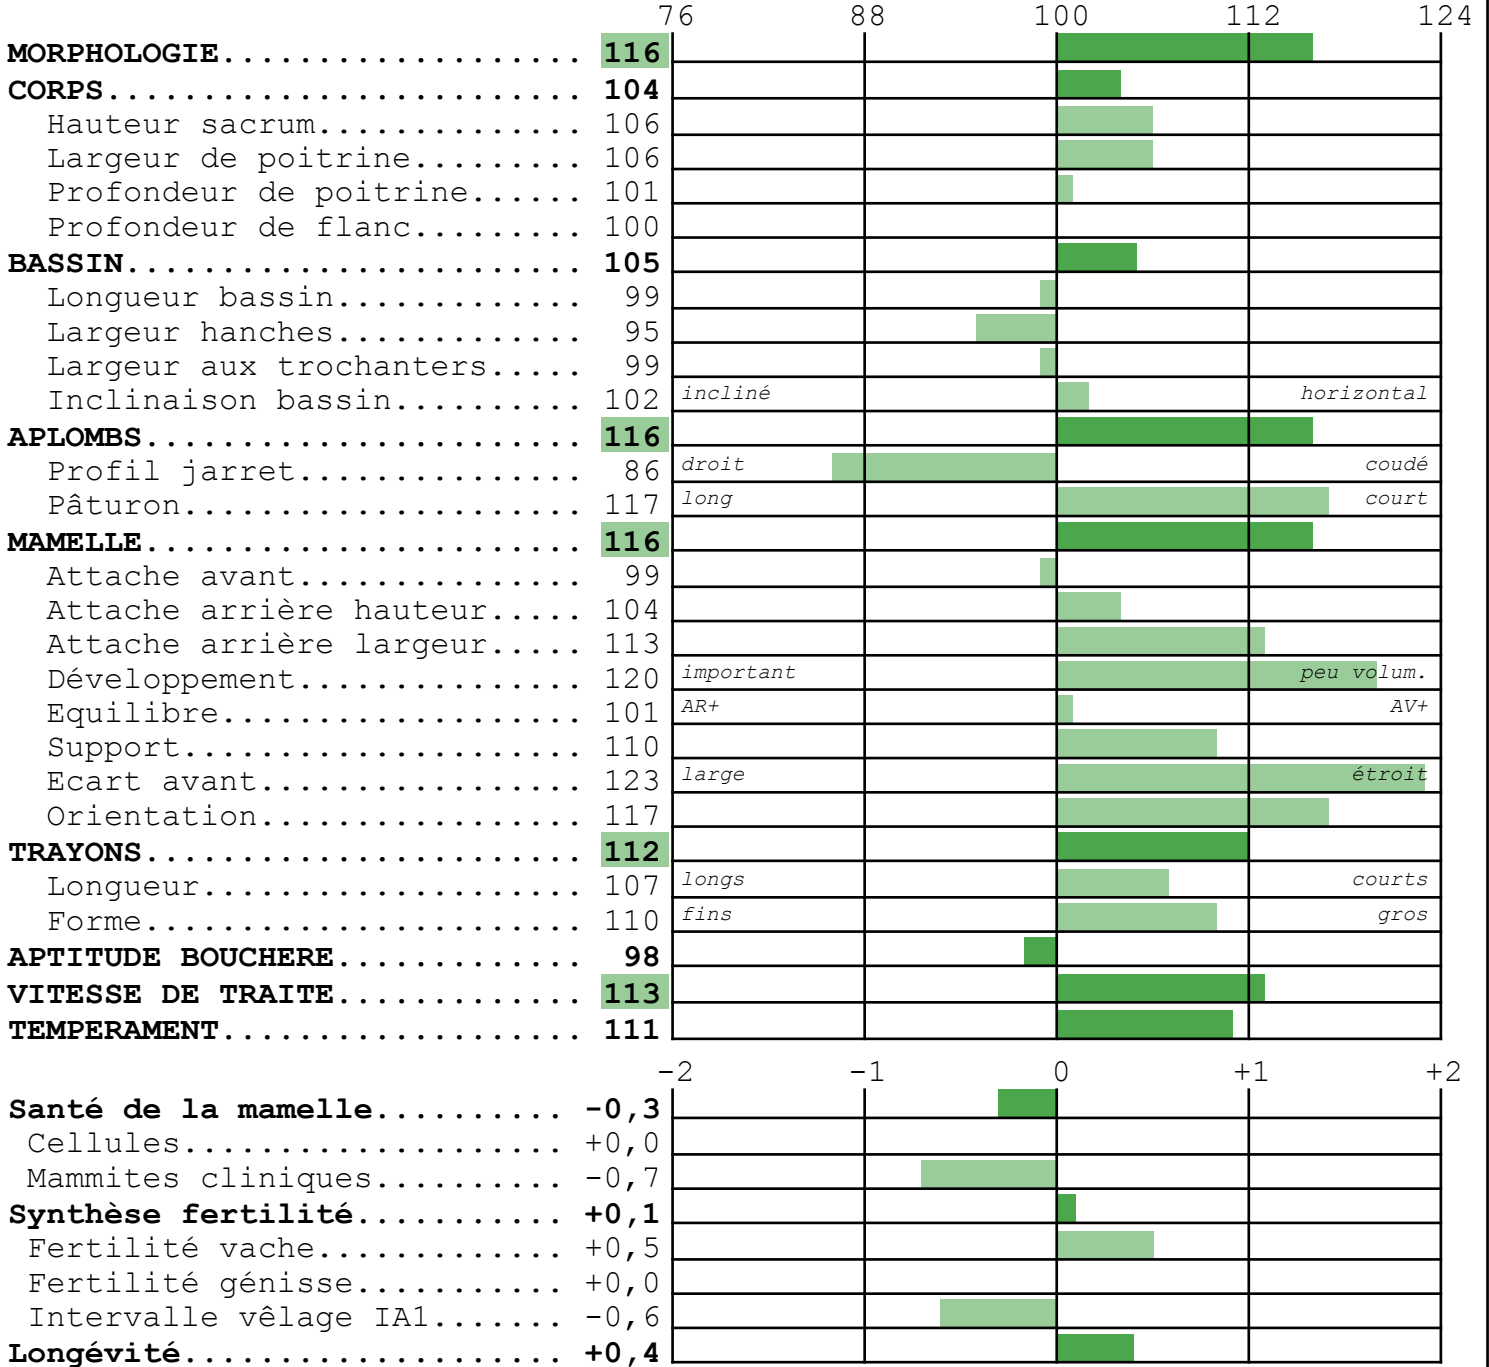 76 88 100 112 124
MORPHOLOGIE................... 116
CORPS......................... 104
Hauteur sacrum.............. 106
Largeur de poitrine......... 106
Profondeur de poitrine...... 101
Profondeur de flanc......... 100
BASSIN........................ 105
Longueur bassin............. 99
Largeur hanches............. 95
Largeur aux trochanters..... 99
Inclinaison bassin.......... 102 incliné horizontal
APLOMBS....................... 116
Profil jarret............... 86 droit coudé
Pâturon..................... 117 long court
MAMELLE....................... 116
Attache avant............... 99
Attache arrière hauteur..... 104
Attache arrière largeur..... 113
Développement............... 120 important peu volum.
Equilibre................... 101 AR+ AV+
Support..................... 110
Ecart avant................. 123 large étroit
Orientation................. 117
TRAYONS....................... 112
Longueur.................... 107 longs courts
Forme....................... 110 fins gros
APTITUDE BOUCHERE............. 98
VITESSE DE TRAITE............. 113
TEMPERAMENT................... 111
-2 -1 0 +1 +2
Santé de la mamelle.......... -0,3
Cellules.................... +0,0
Mammites cliniques.......... -0,7
Synthèse fertilité........... +0,1
Fertilité vache............. +0,5
Fertilité génisse........... +0,0
Intervalle vêlage IA1....... -0,6
Longévité.................... +0,4